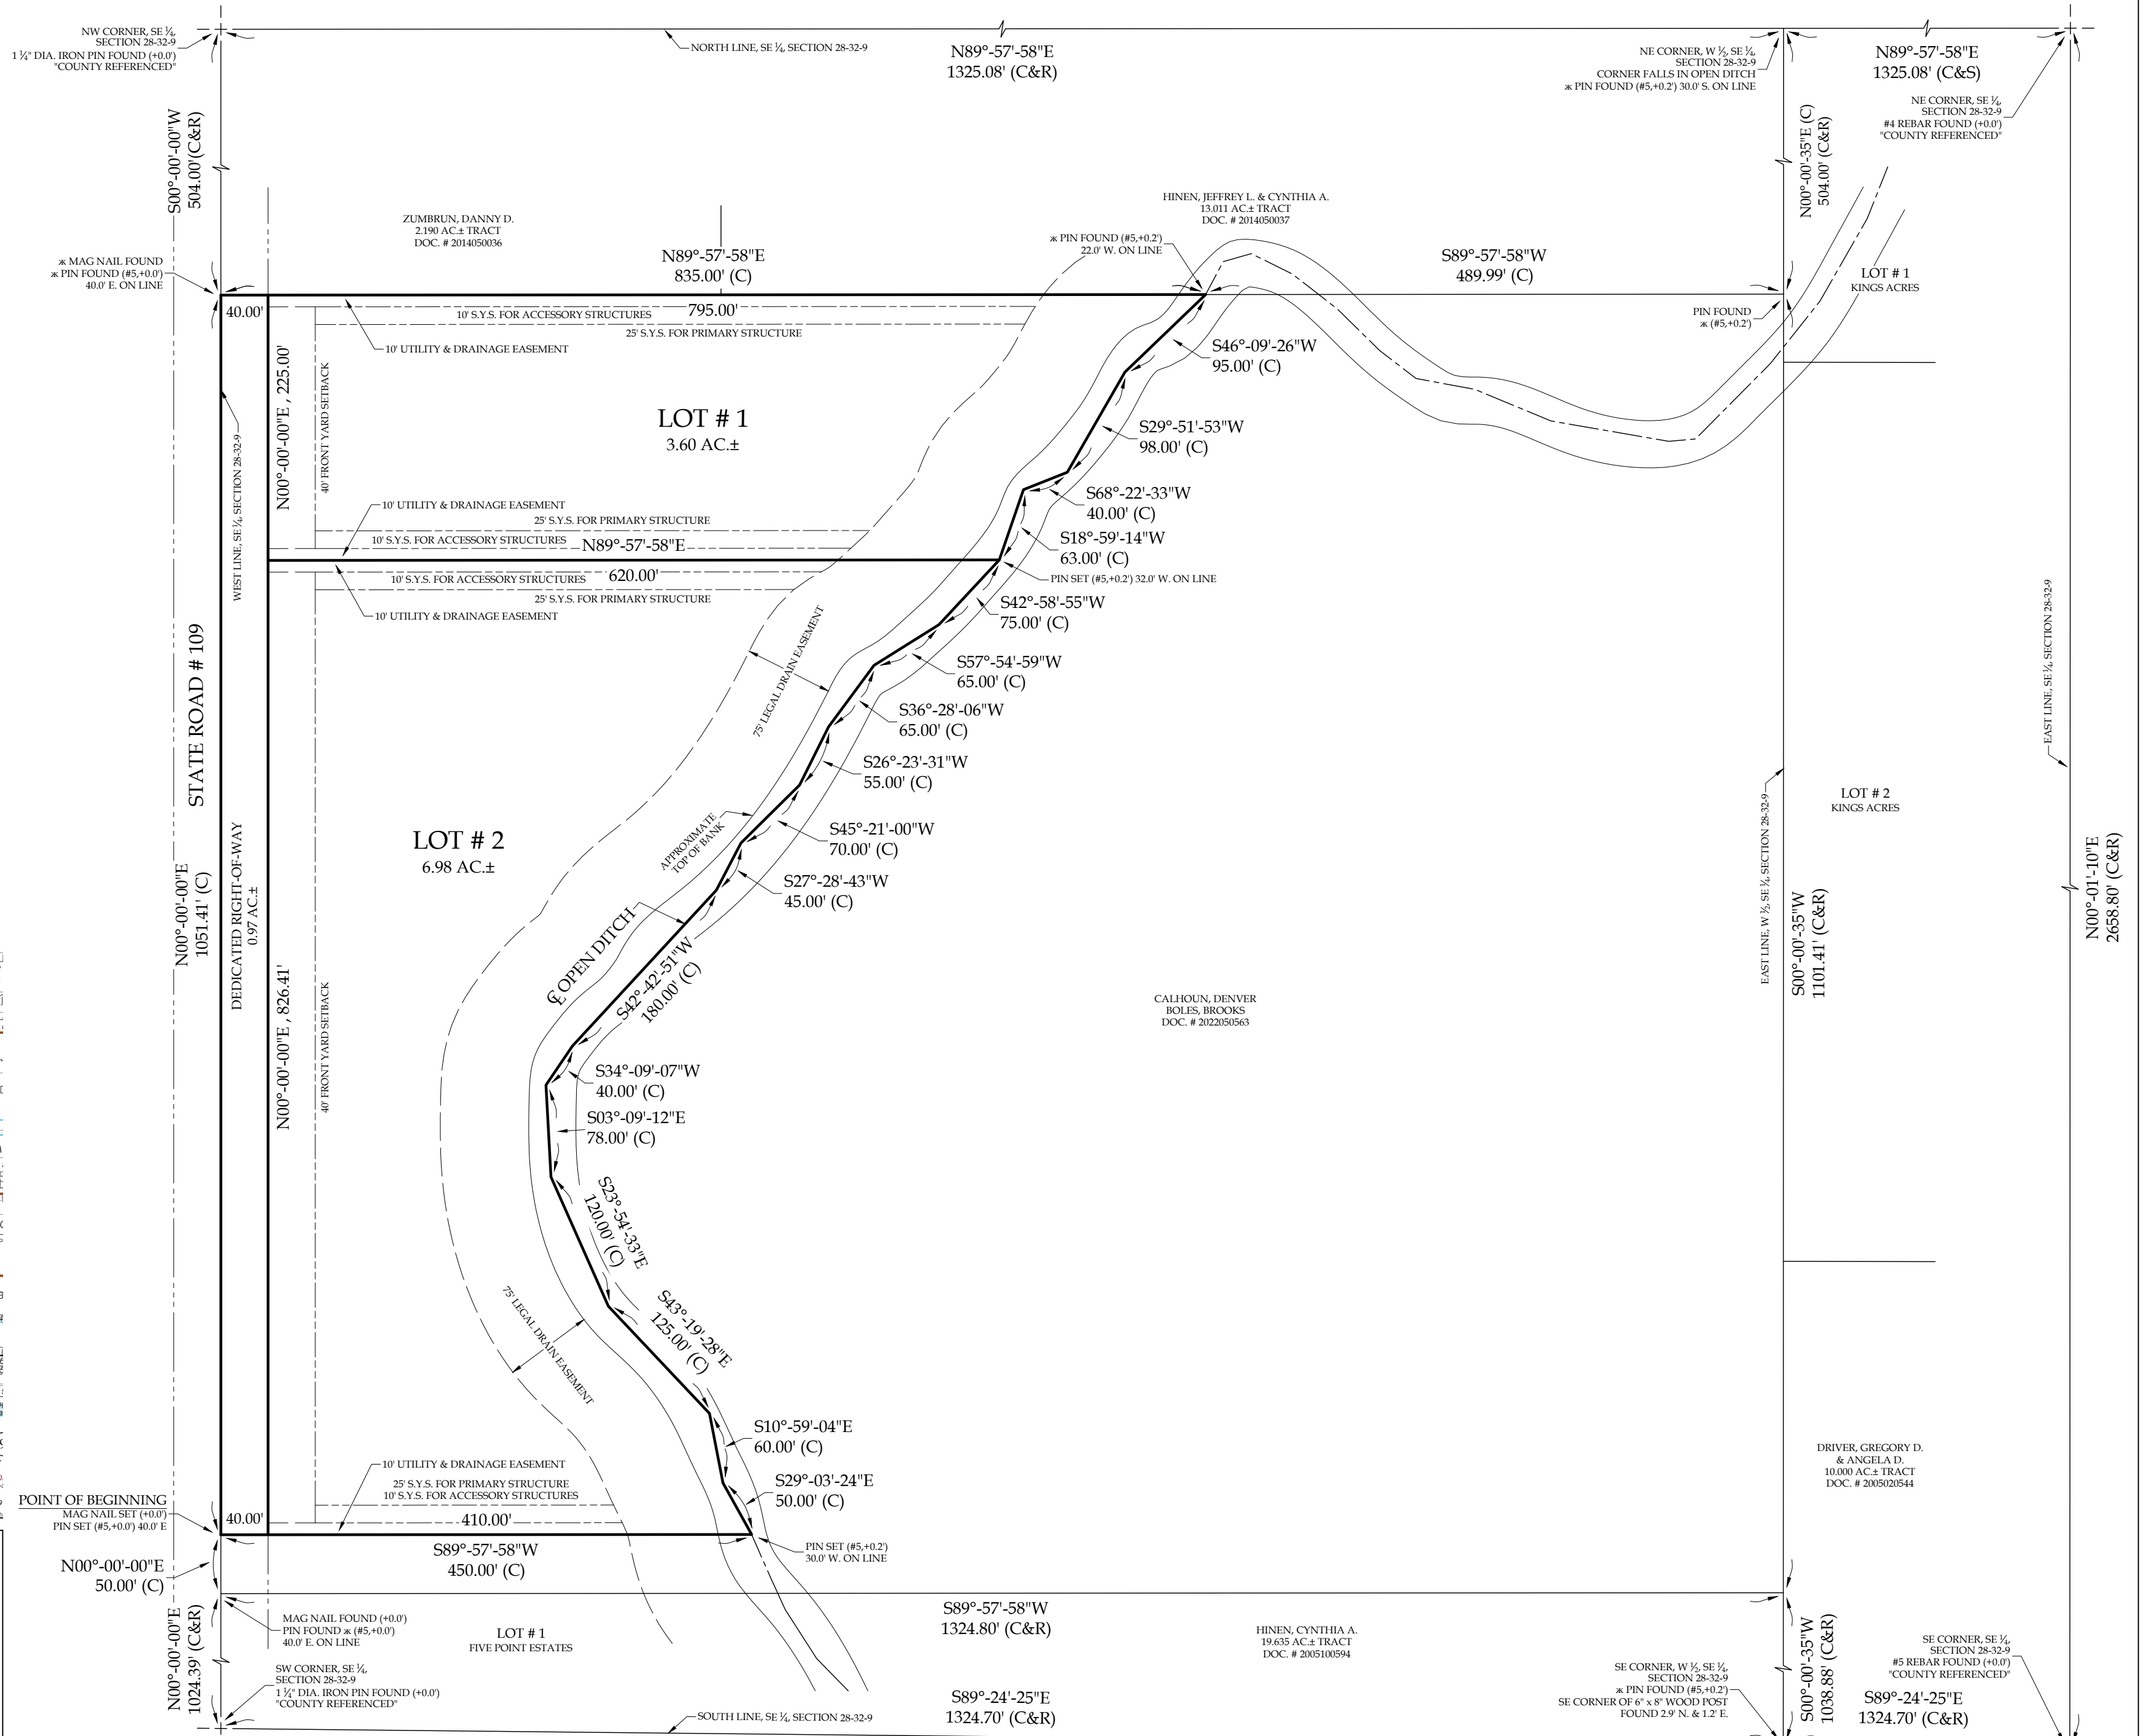 NW CORNER, SE ¼,
SECTION 28-32-9
1 ¼" DIA. IRON PIN FOUND (+0.0')
"COUNTY REFERENCED"
NORTH LINE, SE ¼, SECTION 28-32-9
N89°-57'-58"E
1325.08' (C&R)
NE CORNER, W ½, SE ¼,
SECTION 28-32-9
CORNER FALLS IN OPEN DITCH
ж PIN FOUND (#5,+0.2') 30.0' S. ON LINE
N89°-57'-58"E
1325.08' (C&S)
NE CORNER, SE ¼,
SECTION 28-32-9
#4 REBAR FOUND (+0.0')
"COUNTY REFERENCED"
S00°-00'-00"W
504.00'(C&R)
N00°-00'-35"E (C)
504.00' (C&R)
ZUMBRUN, DANNY D.
2.190 AC.± TRACT
DOC. # 2014050036
HINEN, JEFFREY L. & CYNTHIA A.
13.011 AC.± TRACT
DOC. # 2014050037
ж PIN FOUND (#5,+0.2')
22.0' W. ON LINE
ж MAG NAIL FOUND
ж PIN FOUND (#5,+0.0')
40.0' E. ON LINE
N89°-57'-58"E
835.00' (C)
S89°-57'-58"W
489.99' (C)
LOT # 1
KINGS ACRES
PIN FOUND
ж (#5,+0.2')
40.00'
795.00'
10' S.Y.S. FOR ACCESSORY STRUCTURES
25' S.Y.S. FOR PRIMARY STRUCTURE
10' UTILITY & DRAINAGE EASEMENT
S46°-09'-26"W
95.00' (C)
N00°-00'-00"E , 225.00'
40' FRONT YARD SETBACK
WEST LINE, SE ¼, SECTION 28-32-9
LOT # 1
3.60 AC.±
S29°-51'-53"W
98.00' (C)
S68°-22'-33"W
40.00' (C)
10' UTILITY & DRAINAGE EASEMENT
25' S.Y.S. FOR PRIMARY STRUCTURE
10' S.Y.S. FOR ACCESSORY STRUCTURES
N89°-57'-58"E
S18°-59'-14"W
63.00' (C)
PIN SET (#5,+0.2') 32.0' W. ON LINE
10' S.Y.S. FOR ACCESSORY STRUCTURES
620.00'
25' S.Y.S. FOR PRIMARY STRUCTURE
10' UTILITY & DRAINAGE EASEMENT
S42°-58'-55"W
75.00' (C)
75' LEGAL DRAIN EASEMENT
S57°-54'-59"W
65.00' (C)
S36°-28'-06"W
65.00' (C)
S26°-23'-31"W
55.00' (C)
STATE ROAD # 109
EAST LINE, SE ¼, SECTION 28-32-9
EAST LINE, W ½, SE ¼, SECTION 28-32-9
LOT # 2
KINGS ACRES
APPROXIMATE
TOP OF BANK
S45°-21'-00"W
70.00' (C)
LOT # 2
6.98 AC.±
S27°-28'-43"W
45.00' (C)
N00°-00'-00"E
1051.41' (C)
DEDICATED RIGHT-OF-WAY
0.97 AC.±
N00°-01'-10"E
2658.80' (C&R)
S00°-00'-35"W
1101.41' (C&R)
℄ OPEN DITCH
S42°-42'-51"W
180.00' (C)
CALHOUN, DENVER
BOLES, BROOKS
DOC. # 2022050563
N00°-00'-00"E , 826.41'
40' FRONT YARD SETBACK
S34°-09'-07"W
40.00' (C)
S03°-09'-12"E
78.00' (C)
S23°-54'-33"E
120.00' (C)
S43°-19'-28"E
125.00' (C)
75' LEGAL DRAIN EASEMENT
S10°-59'-04"E
60.00' (C)
S29°-03'-24"E
50.00' (C)
DRIVER, GREGORY D.
& ANGELA D.
10.000 AC.± TRACT
DOC. # 2005020544
10' UTILITY & DRAINAGE EASEMENT
25' S.Y.S. FOR PRIMARY STRUCTURE
10' S.Y.S. FOR ACCESSORY STRUCTURES
POINT OF BEGINNING
MAG NAIL SET (+0.0')
PIN SET (#5,+0.0') 40.0' E
40.00'
410.00'
S89°-57'-58"W
450.00' (C)
PIN SET (#5,+0.2')
30.0' W. ON LINE
N00°-00'-00"E
50.00' (C)
N00°-00'-00"E
1024.39' (C&R)
MAG NAIL FOUND (+0.0')
PIN FOUND ж (#5,+0.0')
40.0' E. ON LINE
LOT # 1
FIVE POINT ESTATES
S89°-57'-58"W
1324.80' (C&R)
HINEN, CYNTHIA A.
19.635 AC.± TRACT
DOC. # 2005100594
S00°-00'-35"W
1038.88' (C&R)
SW CORNER, SE ¼,
SECTION 28-32-9
1 ¼" DIA. IRON PIN FOUND (+0.0')
"COUNTY REFERENCED"
SOUTH LINE, SE ¼, SECTION 28-32-9
S89°-24'-25"E
1324.70' (C&R)
SE CORNER, W ½, SE ¼,
SECTION 28-32-9
ж PIN FOUND (#5,+0.2')
SE CORNER OF 6" x 8" WOOD POST
FOUND 2.9' N. & 1.2' E.
S89°-24'-25"E
1324.70' (C&R)
SE CORNER, SE ¼,
SECTION 28-32-9
#5 REBAR FOUND (+0.0')
"COUNTY REFERENCED"